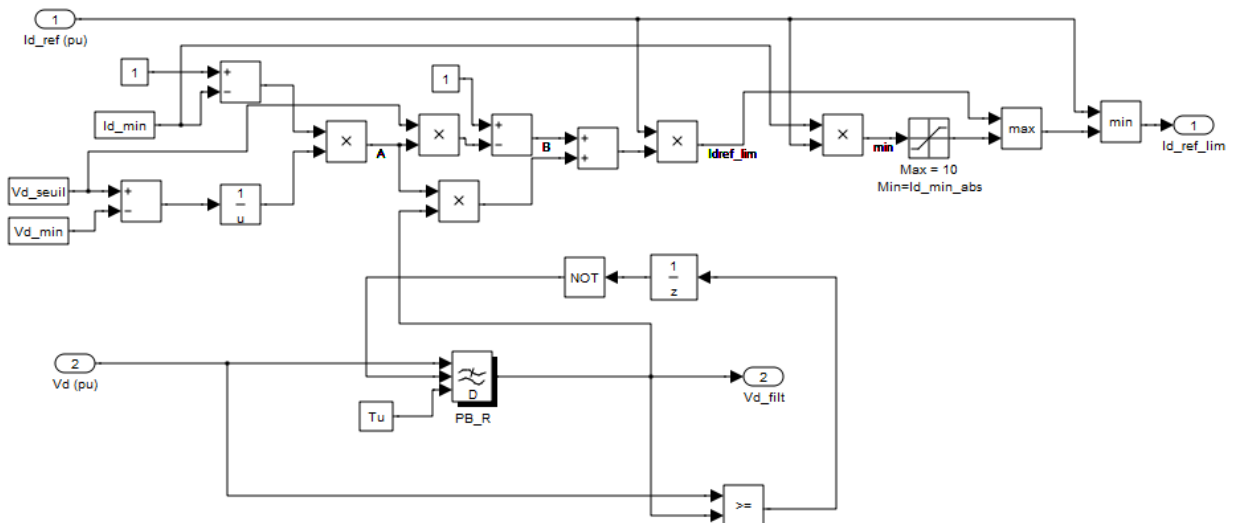 1
Id_ref (pu)
1
+
−
Id_min
Vd_seuil
Vd_min
+
−
1
u
×
A
×
×
1
+
−
B
+
+
×
Idref_lim
×
min
Max = 10
Min=Id_min_abs
max
min
1
Id_ref_lim
NOT
1
z
2
Vd (pu)
Tu
D
PB_R
2
Vd_filt
>=